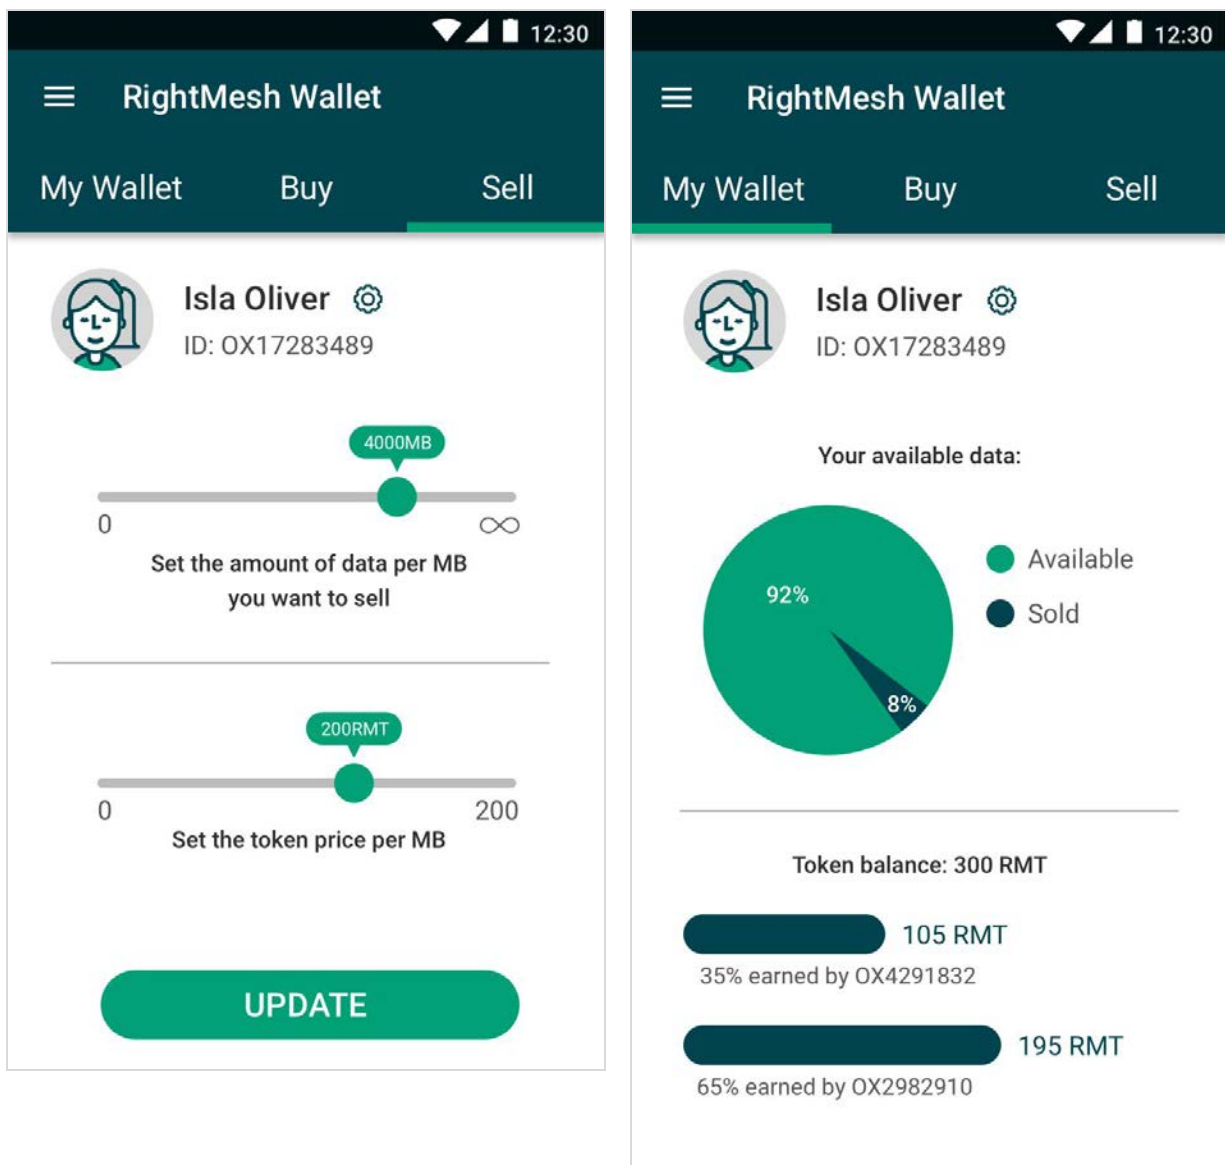 12:30
RightMesh Wallet
My Wallet Buy Sell
Isla Oliver
ID: OX17283489
4000MB
0 ∞
Set the amount of data per MB
you want to sell
200RMT
0 200
Set the token price per MB
UPDATE
12:30
RightMesh Wallet
My Wallet Buy Sell
Isla Oliver
ID: OX17283489
Your available data:
Available
92%
Sold
8%
Token balance: 300 RMT
105 RMT
35% earned by OX4291832
195 RMT
65% earned by OX2982910